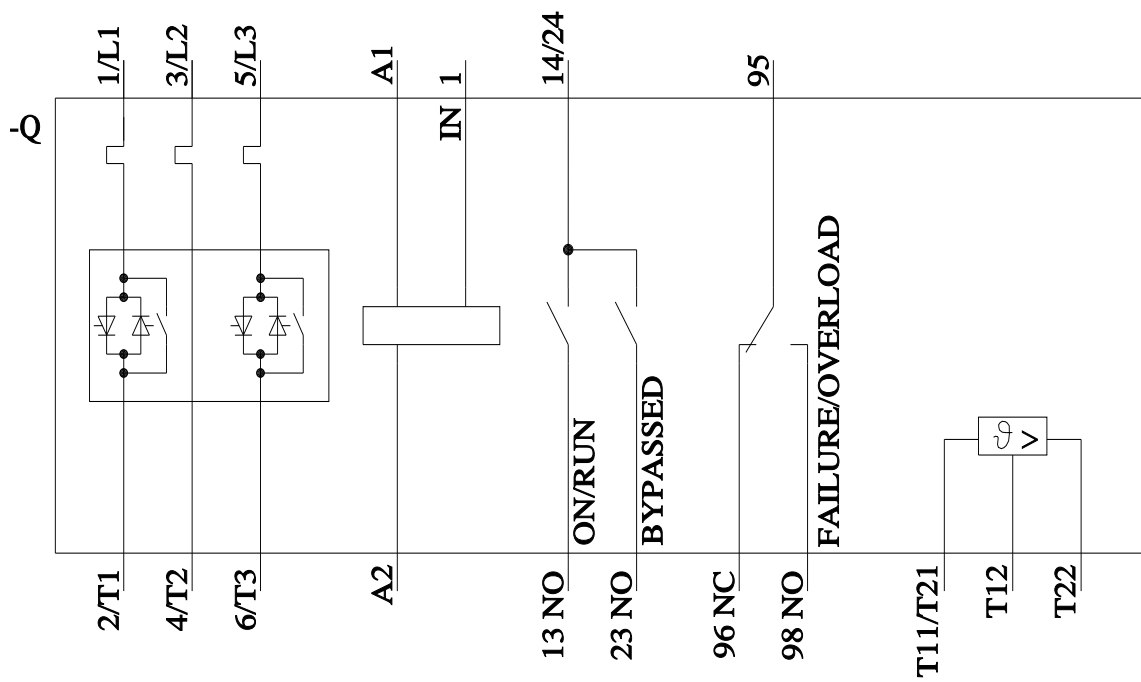 1/L1
3/L2
5/L3
A1
1
14/24
95
-Q
IN
ON/RUN
BYPASSED
FAILURE/OVERLOAD
ϑ >
2/T1
4/T2
6/T3
A2
13 NO
23 NO
96 NC
98 NO
T11/T21
T12
T22